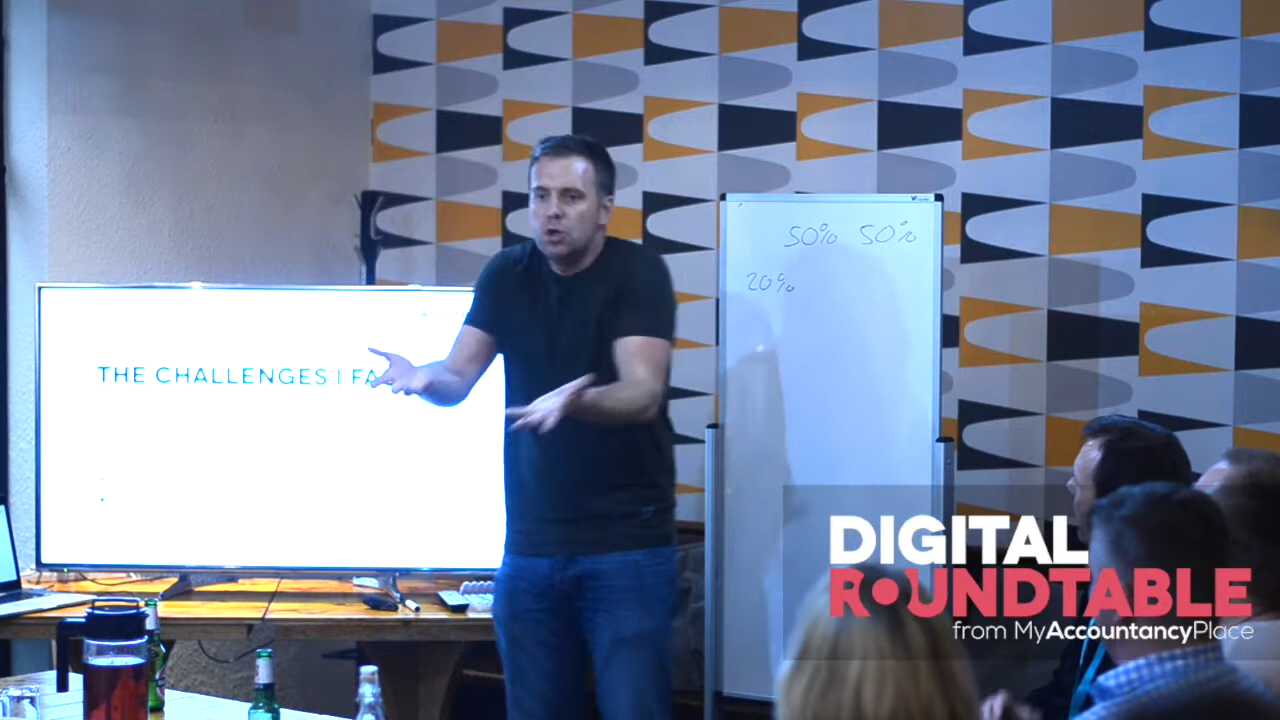 50% 50%
20%
THE CHALLENGES I FA
DIGITAL
ROUNDTABLE
from MyAccountancyPlace